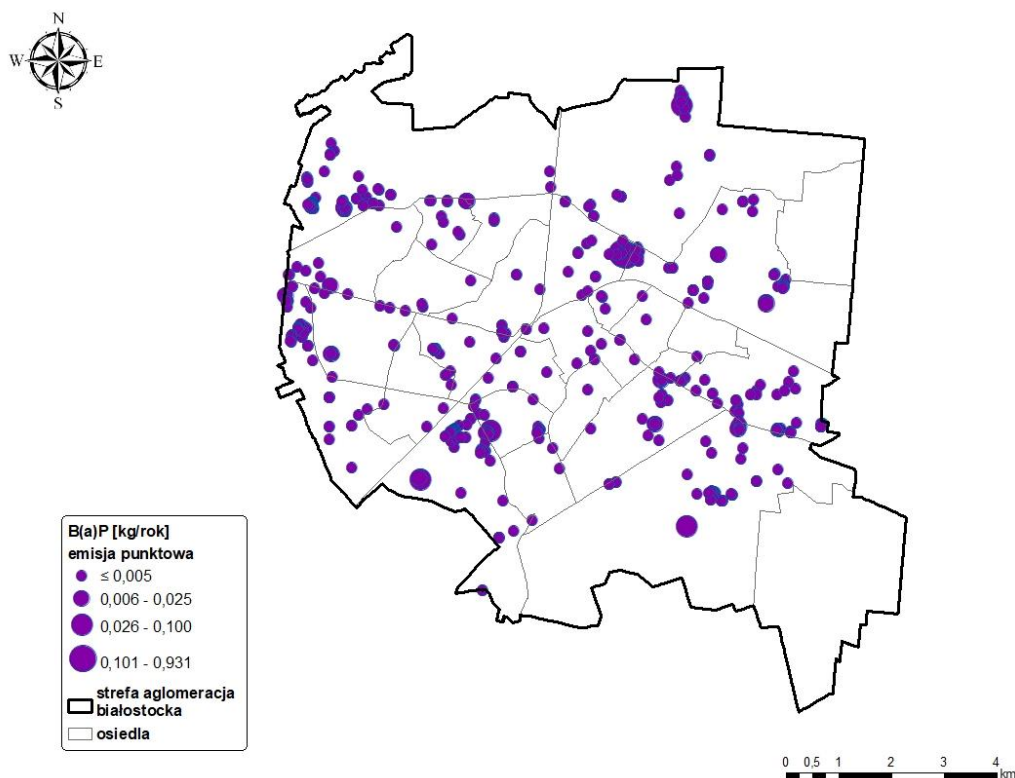 N
W E
S
B(a)P [kg/rok]
emisja punktowa
≤ 0,005
0,006 - 0,025
0,026 - 0,100
0,101 - 0,931
strefa aglomeracja
białostocka
osiedla
0 0,5 1 2 3 4
km